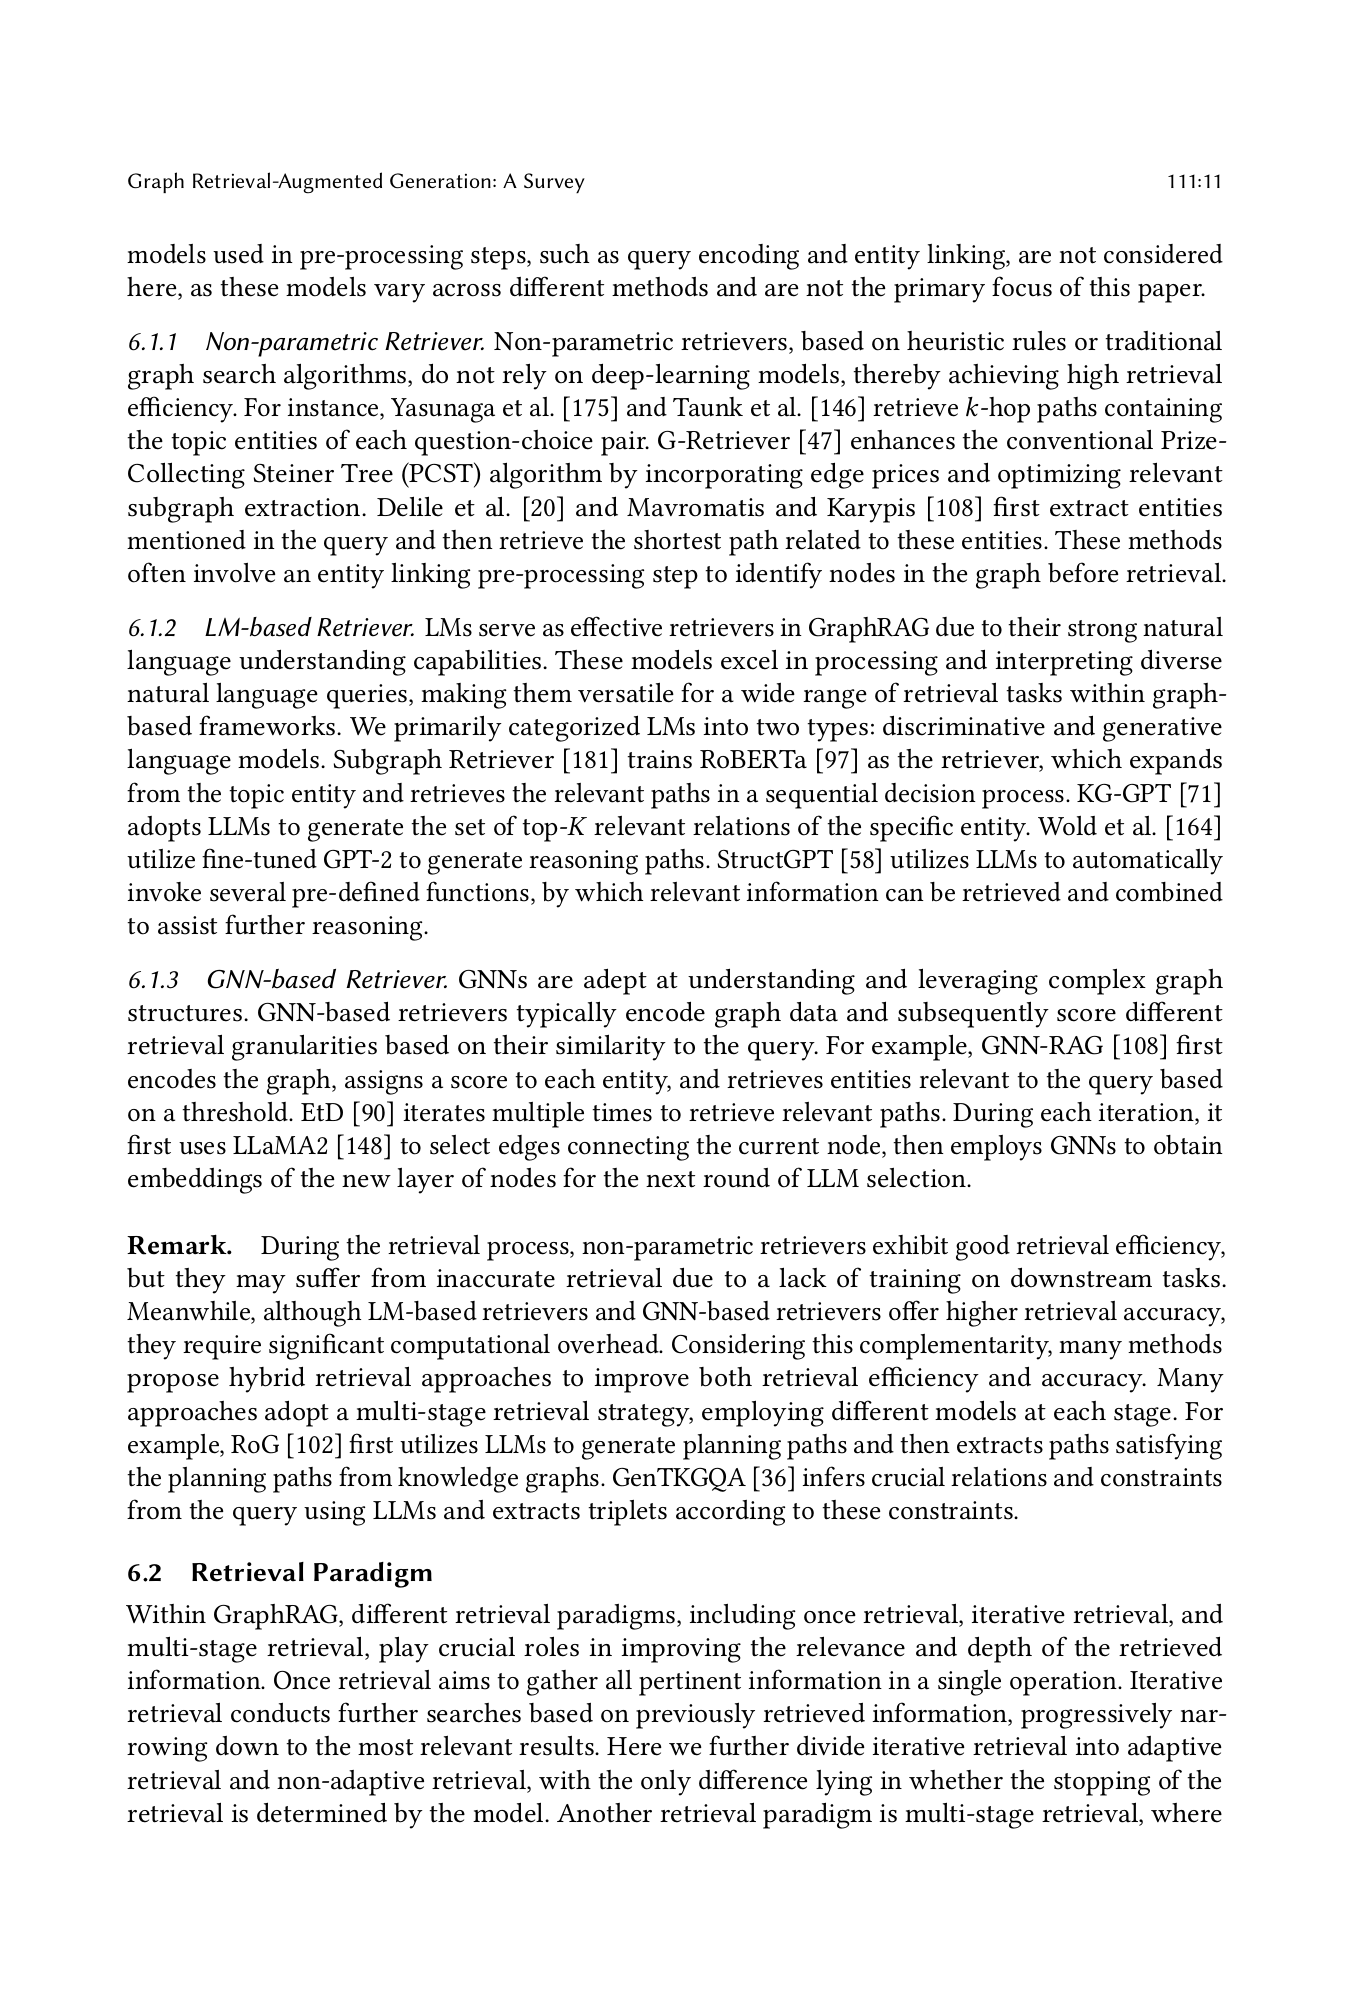 Graph Retrieval-Augmented Generation: A Survey 111:11
models used in pre-processing steps, such as query encoding and entity linking, are not considered
here, as these models vary across different methods and are not the primary focus of this paper.
6.1.1 Non-parametric Retriever. Non-parametric retrievers, based on heuristic rules or traditional
graph search algorithms, do not rely on deep-learning models, thereby achieving high retrieval
efficiency. For instance, Yasunaga et al. [175] and Taunk et al. [146] retrieve k-hop paths containing
the topic entities of each question-choice pair. G-Retriever [47] enhances the conventional Prize-
Collecting Steiner Tree (PCST) algorithm by incorporating edge prices and optimizing relevant
subgraph extraction. Delile et al. [20] and Mavromatis and Karypis [108] first extract entities
mentioned in the query and then retrieve the shortest path related to these entities. These methods
often involve an entity linking pre-processing step to identify nodes in the graph before retrieval.
6.1.2 LM-based Retriever. LMs serve as effective retrievers in GraphRAG due to their strong natural
language understanding capabilities. These models excel in processing and interpreting diverse
natural language queries, making them versatile for a wide range of retrieval tasks within graph-
based frameworks. We primarily categorized LMs into two types: discriminative and generative
language models. Subgraph Retriever [181] trains RoBERTa [97] as the retriever, which expands
from the topic entity and retrieves the relevant paths in a sequential decision process. KG-GPT [71]
adopts LLMs to generate the set of top-K relevant relations of the specific entity. Wold et al. [164]
utilize fine-tuned GPT-2 to generate reasoning paths. StructGPT [58] utilizes LLMs to automatically
invoke several pre-defined functions, by which relevant information can be retrieved and combined
to assist further reasoning.
6.1.3 GNN-based Retriever. GNNs are adept at understanding and leveraging complex graph
structures. GNN-based retrievers typically encode graph data and subsequently score different
retrieval granularities based on their similarity to the query. For example, GNN-RAG [108] first
encodes the graph, assigns a score to each entity, and retrieves entities relevant to the query based
on a threshold. EtD [90] iterates multiple times to retrieve relevant paths. During each iteration, it
first uses LLaMA2 [148] to select edges connecting the current node, then employs GNNs to obtain
embeddings of the new layer of nodes for the next round of LLM selection.
Remark. During the retrieval process, non-parametric retrievers exhibit good retrieval efficiency,
but they may suffer from inaccurate retrieval due to a lack of training on downstream tasks.
Meanwhile, although LM-based retrievers and GNN-based retrievers offer higher retrieval accuracy,
they require significant computational overhead. Considering this complementarity, many methods
propose hybrid retrieval approaches to improve both retrieval efficiency and accuracy. Many
approaches adopt a multi-stage retrieval strategy, employing different models at each stage. For
example, RoG [102] first utilizes LLMs to generate planning paths and then extracts paths satisfying
the planning paths from knowledge graphs. GenTKGQA [36] infers crucial relations and constraints
from the query using LLMs and extracts triplets according to these constraints.
6.2 Retrieval Paradigm
Within GraphRAG, different retrieval paradigms, including once retrieval, iterative retrieval, and
multi-stage retrieval, play crucial roles in improving the relevance and depth of the retrieved
information. Once retrieval aims to gather all pertinent information in a single operation. Iterative
retrieval conducts further searches based on previously retrieved information, progressively nar-
rowing down to the most relevant results. Here we further divide iterative retrieval into adaptive
retrieval and non-adaptive retrieval, with the only difference lying in whether the stopping of the
retrieval is determined by the model. Another retrieval paradigm is multi-stage retrieval, where